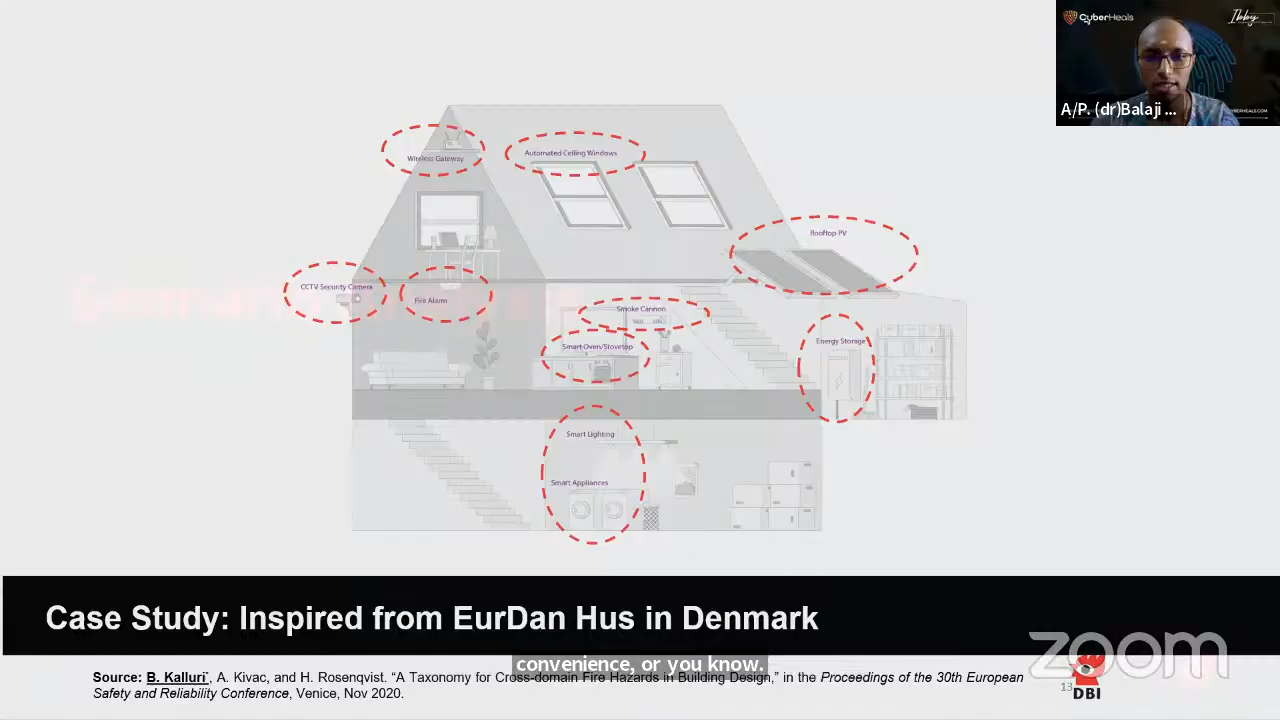 CyberHeals
A/P. (dr)Balaji ...
Wireless Gateway
Automated Ceiling Windows
Rooftop PV
CCTV Security Camera
Fire Alarm
Smoke Cannon
Smart Oven/Stovetop
Energy Storage
Smart Lighting
Smart Appliances
Case Study: Inspired from EurDan Hus in Denmark
zoom
convenience, or you know.
Source: B. Kalluri*, A. Kivac, and H. Rosenqvist. “A Taxonomy for Cross-domain Fire Hazards in Building Design,” in the Proceedings of the 30th European
Safety and Reliability Conference, Venice, Nov 2020.
13
DBI